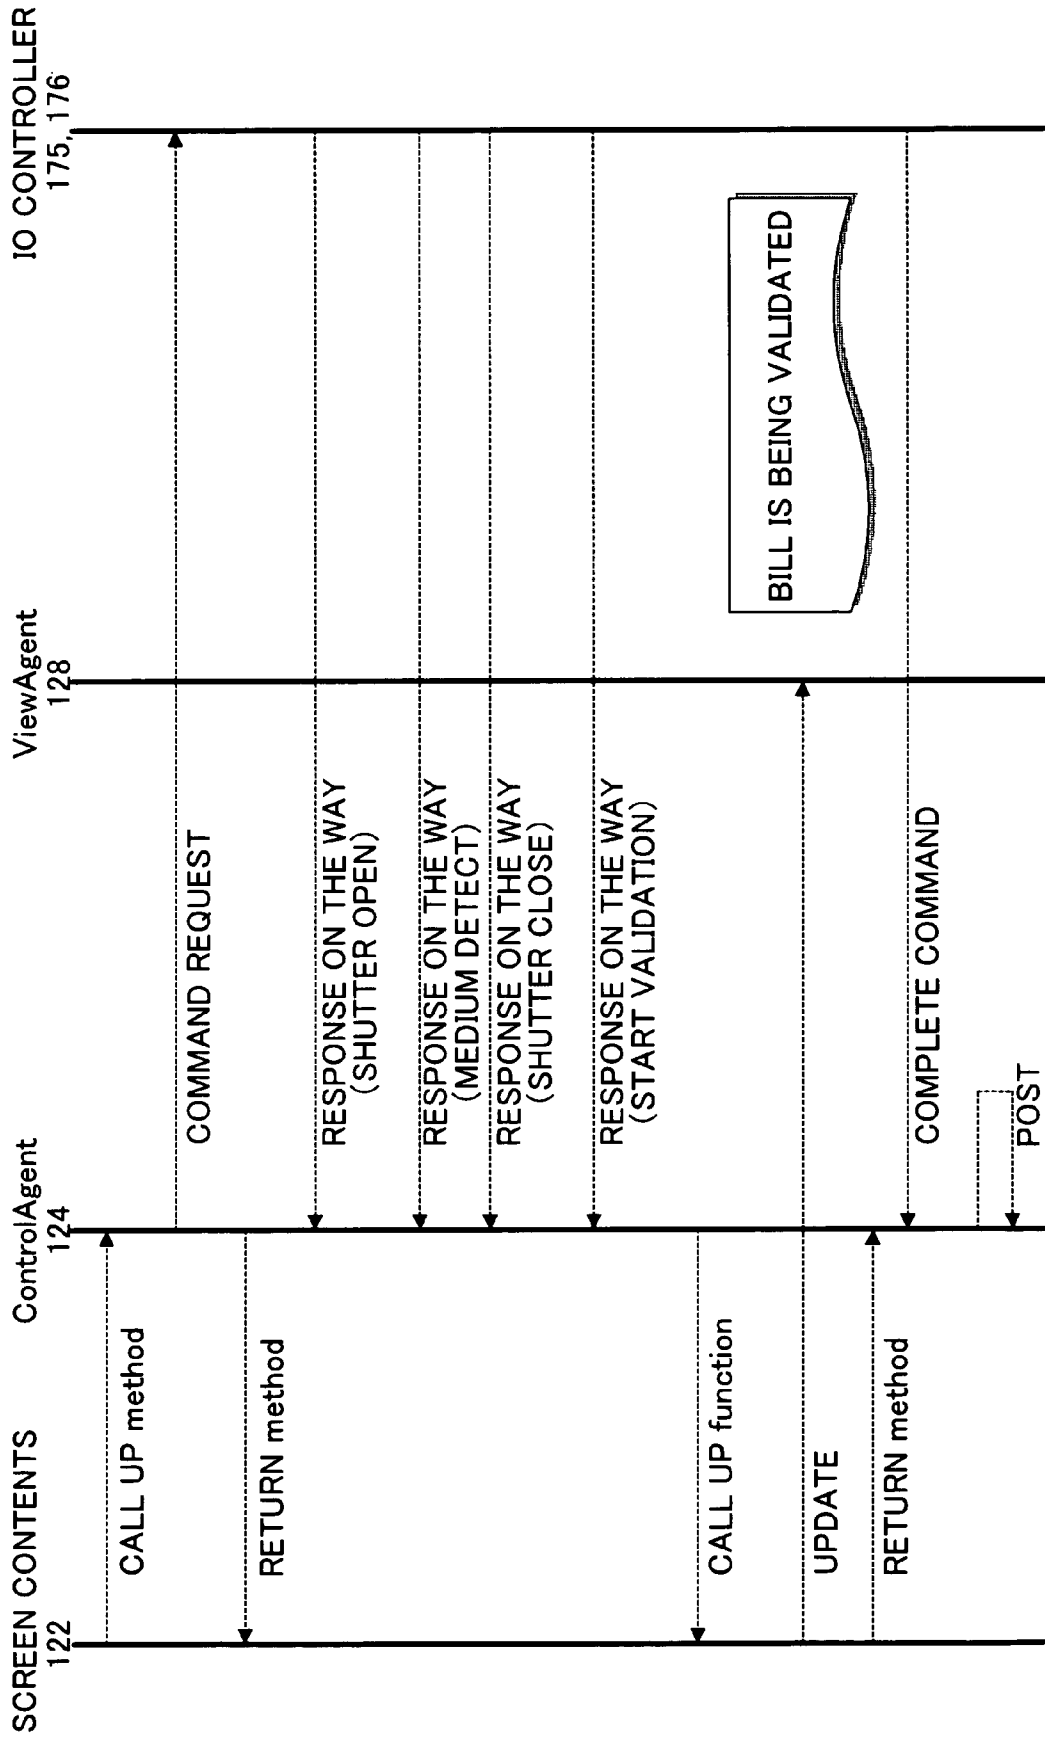 SCREEN CONTENTS
122
ControlAgent
124
ViewAgent
128
IO CONTROLLER
175, 176
CALL UP method
COMMAND REQUEST
RETURN method
RESPONSE ON THE WAY
(SHUTTER OPEN)
RESPONSE ON THE WAY
(MEDIUM DETECT)
RESPONSE ON THE WAY
(SHUTTER CLOSE)
RESPONSE ON THE WAY
(START VALIDATION)
CALL UP function
BILL IS BEING VALIDATED
UPDATE
RETURN method
COMPLETE COMMAND
POST